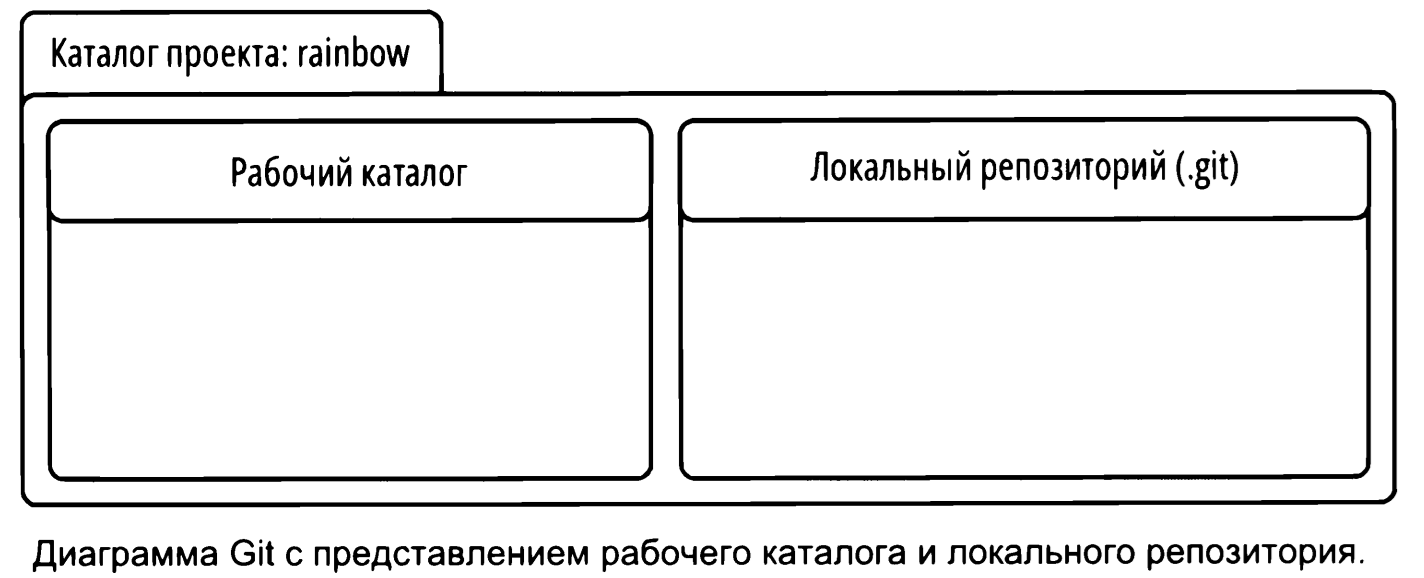 Каталог проекта: rainbow
Рабочий каталог
Локальный репозиторий (.git)
Диаграмма Git с представлением рабочего каталога и локального репозитория.